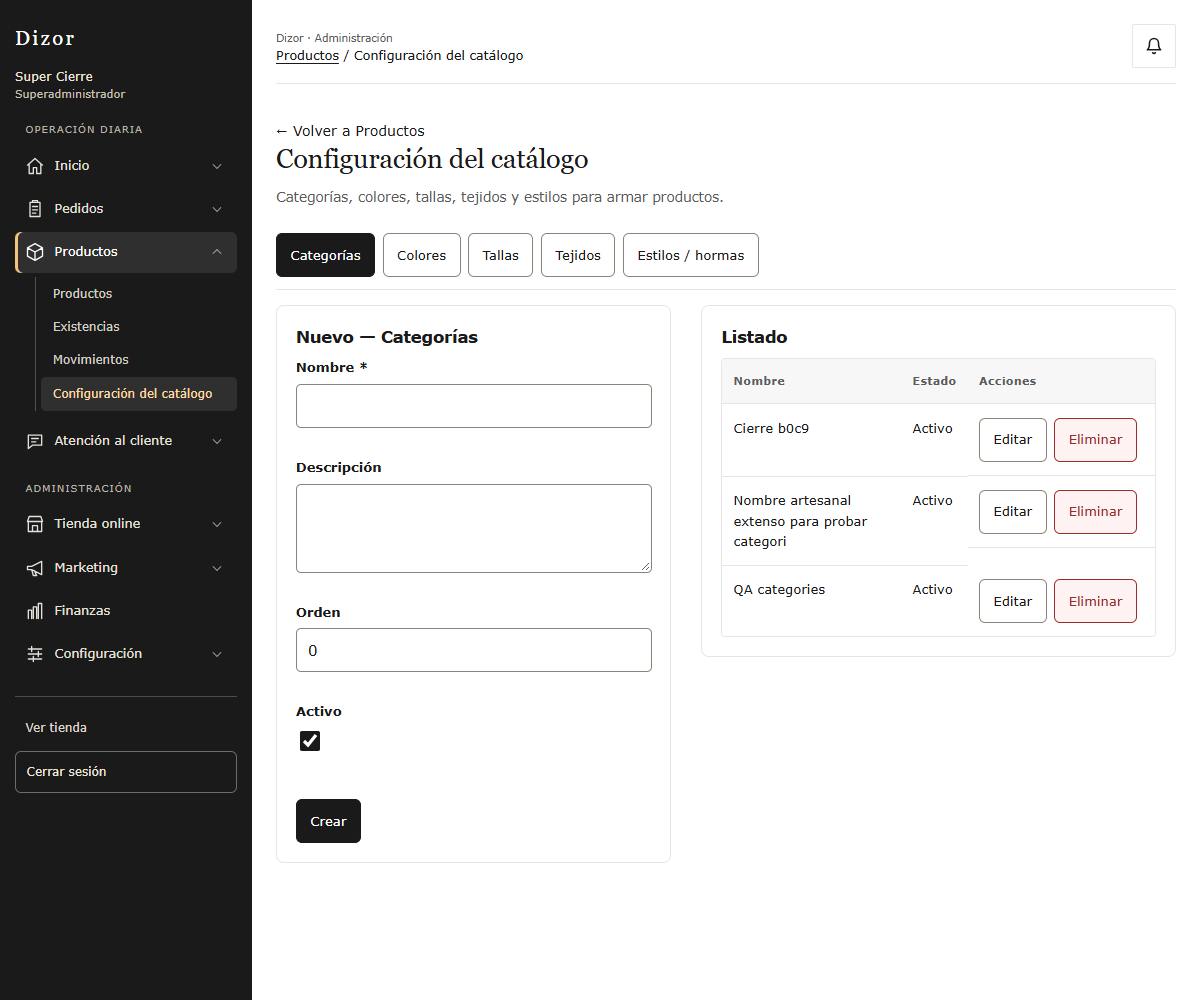 Dizor
Super Cierre
Superadministrador
OPERACIÓN DIARIA
Inicio
Pedidos
Productos
Productos
Existencias
Movimientos
Configuración del catálogo
Atención al cliente
ADMINISTRACIÓN
Tienda online
Marketing
Finanzas
Configuración
Ver tienda
Cerrar sesión
Dizor · Administración
Productos / Configuración del catálogo
← Volver a Productos
Configuración del catálogo
Categorías, colores, tallas, tejidos y estilos para armar productos.
Categorías Colores Tallas Tejidos Estilos / hormas
Nuevo — Categorías
Nombre *
Descripción
Orden
0
Activo
Crear
Listado
Nombre Estado Acciones
Cierre b0c9 Activo Editar Eliminar
Nombre artesanal Activo Editar Eliminar
extenso para probar
categori
QA categories Activo Editar Eliminar